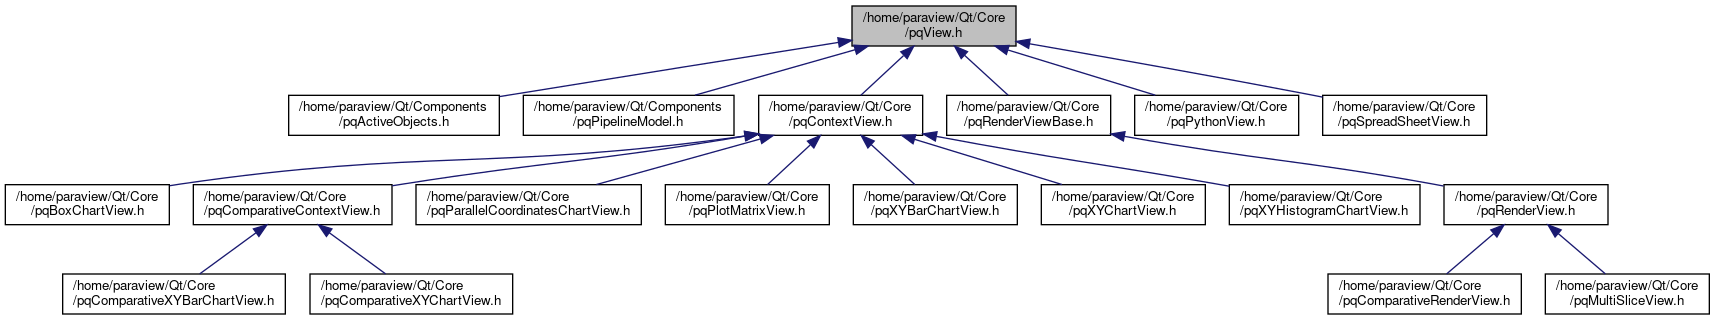 /home/paraview/Qt/Core
/pqView.h
/home/paraview/Qt/Components
/pqActiveObjects.h
/home/paraview/Qt/Components
/pqPipelineModel.h
/home/paraview/Qt/Core
/pqContextView.h
/home/paraview/Qt/Core
/pqRenderViewBase.h
/home/paraview/Qt/Core
/pqPythonView.h
/home/paraview/Qt/Core
/pqSpreadSheetView.h
/home/paraview/Qt/Core
/pqBoxChartView.h
/home/paraview/Qt/Core
/pqComparativeContextView.h
/home/paraview/Qt/Core
/pqParallelCoordinatesChartView.h
/home/paraview/Qt/Core
/pqPlotMatrixView.h
/home/paraview/Qt/Core
/pqXYBarChartView.h
/home/paraview/Qt/Core
/pqXYChartView.h
/home/paraview/Qt/Core
/pqXYHistogramChartView.h
/home/paraview/Qt/Core
/pqRenderView.h
/home/paraview/Qt/Core
/pqComparativeXYBarChartView.h
/home/paraview/Qt/Core
/pqComparativeXYChartView.h
/home/paraview/Qt/Core
/pqComparativeRenderView.h
/home/paraview/Qt/Core
/pqMultiSliceView.h